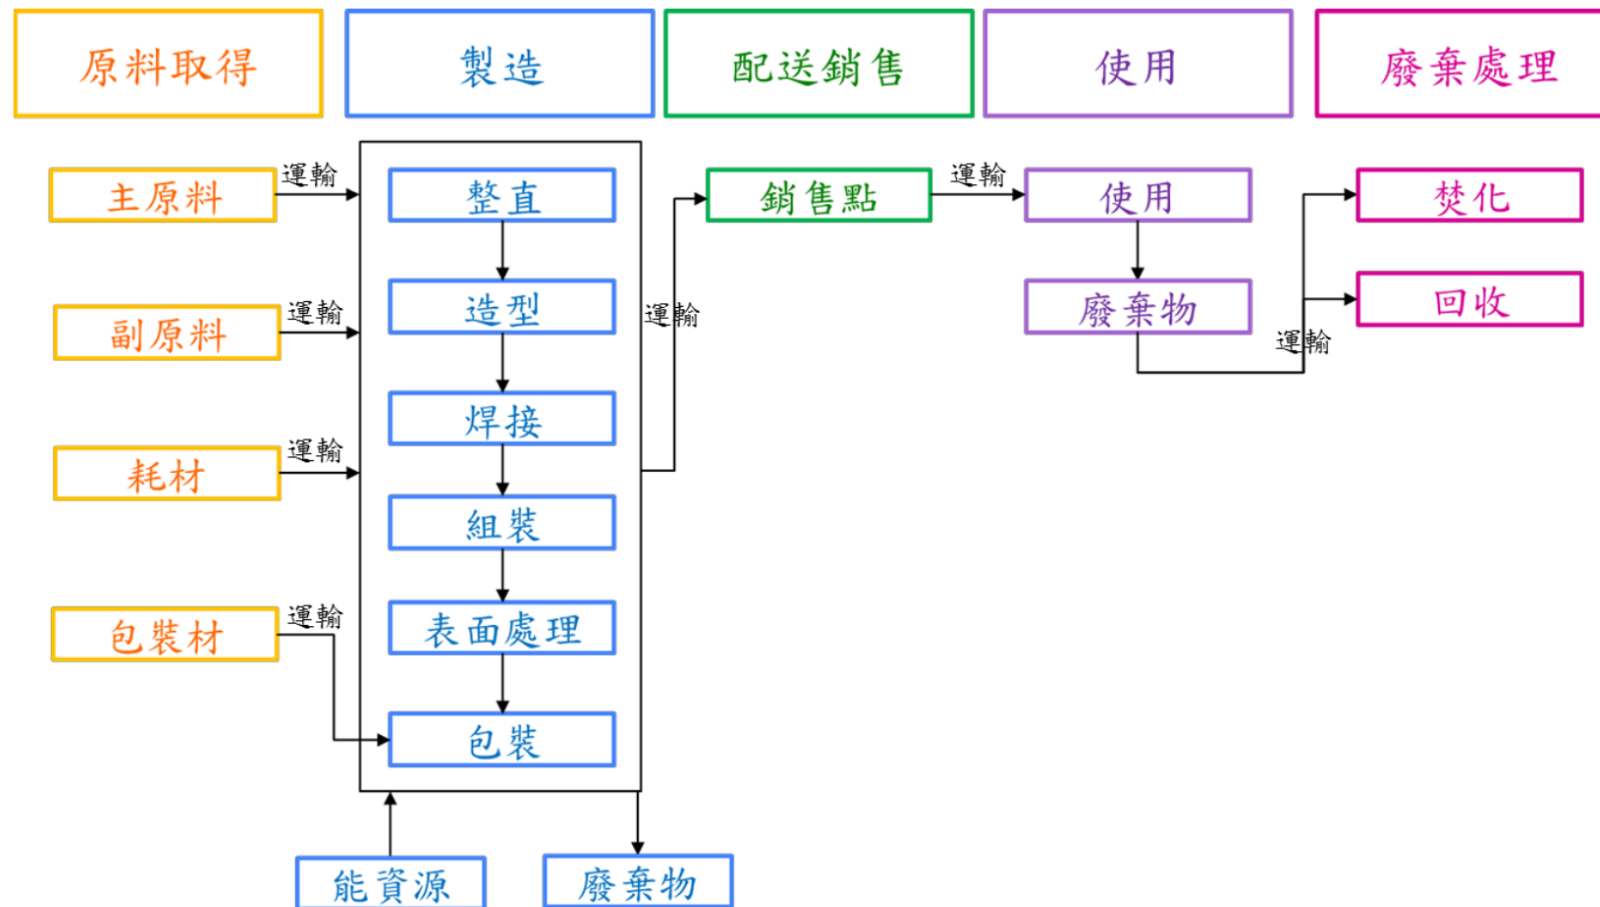 原料取得
製造
配送銷售
使用
廢棄處理
主原料
運輸
副原料
運輸
耗材
運輸
包裝材
運輸
整直
造型
焊接
組裝
表面處理
包裝
能資源
廢棄物
運輸
銷售點
運輸
使用
廢棄物
運輸
焚化
回收